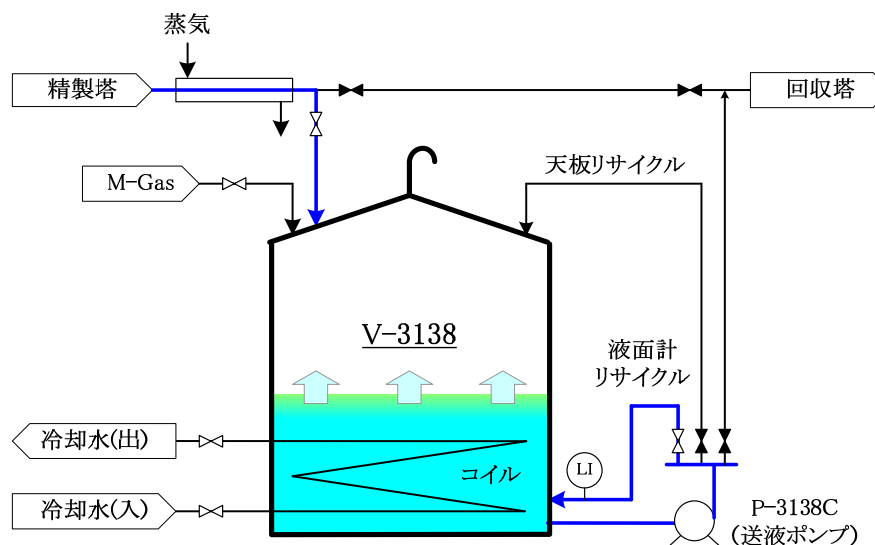 蒸気
精製塔
回収塔
M-Gas
天板リサイクル
V-3138
液面計
リサイクル
冷却水(出)
コイル
LI
冷却水(入)
P-3138C
(送液ポンプ)